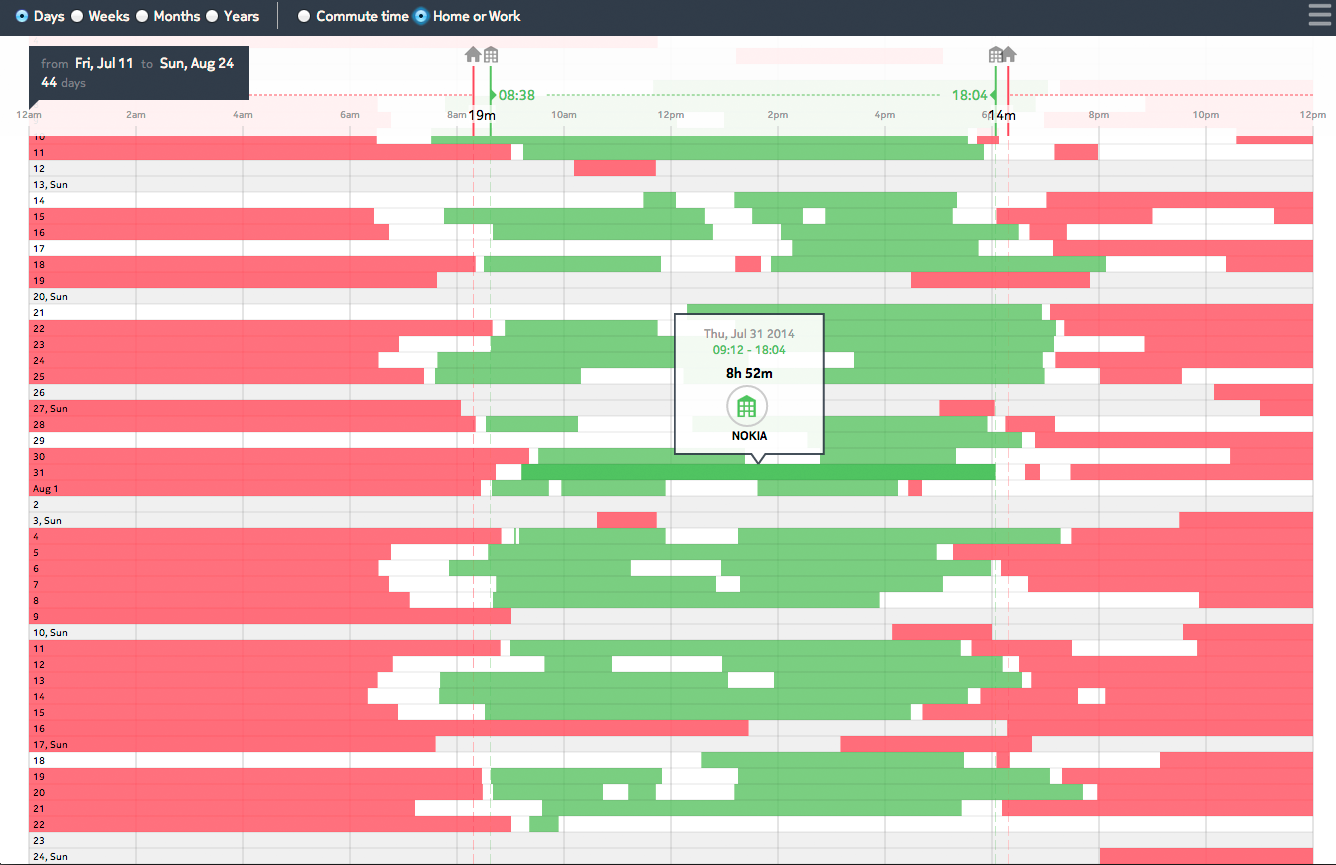 Days Weeks Months Years Commute time Home or Work
from Fri, Jul 11 to Sun, Aug 24
44 days
08:38 18:04
12am 2am 4am 6am 8am 19m 10am 12pm 2pm 4pm 14m 8pm 10pm 12pm
10
11
12
13, Sun
14
15
16
17
18
19
20, Sun
21
22
23
24
25
26
27, Sun
28
29
30
31
Aug 1
2
3, Sun
4
5
6
7
8
9
10, Sun
11
12
13
14
15
16
17, Sun
18
19
20
21
22
23
24, Sun
Thu, Jul 31 2014
09:12 - 18:04
8h 52m
NOKIA